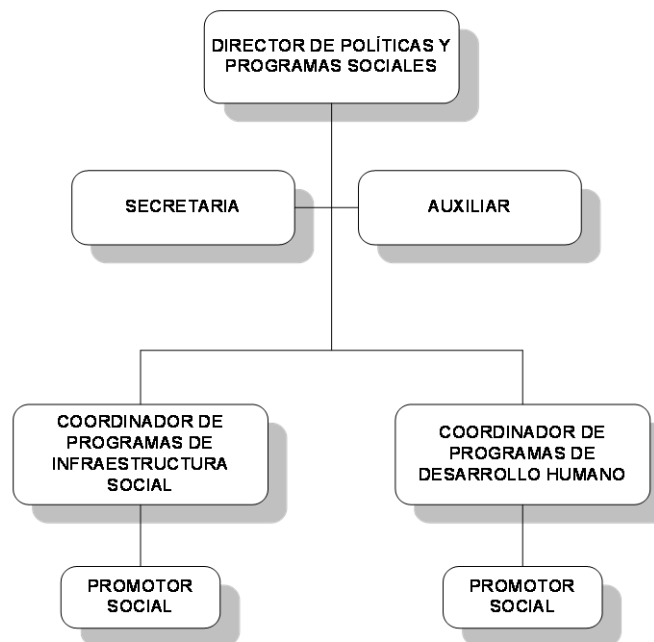 DIRECTOR DE POLÍTICAS Y
PROGRAMAS SOCIALES
SECRETARIA
AUXILIAR
COORDINADOR DE
PROGRAMAS DE
INFRAESTRUCTURA
SOCIAL
COORDINADOR DE
PROGRAMAS DE
DESARROLLO HUMANO
PROMOTOR
SOCIAL
PROMOTOR
SOCIAL